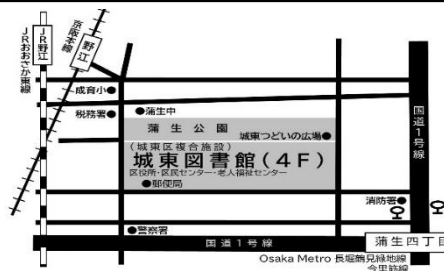 JRおおさか東線
JR野江
京阪本線
野江
成育小
税務署
蒲生中
蒲生公園
城東つどいの広場
(城東区複合施設)
城東図書館(4F)
区役所・区民センター・老人福祉センター
郵便局
国道1号線
消防署
警察署
国道1号線
蒲生四丁目
Osaka Metro 長堀鶴見緑地線
今里筋線